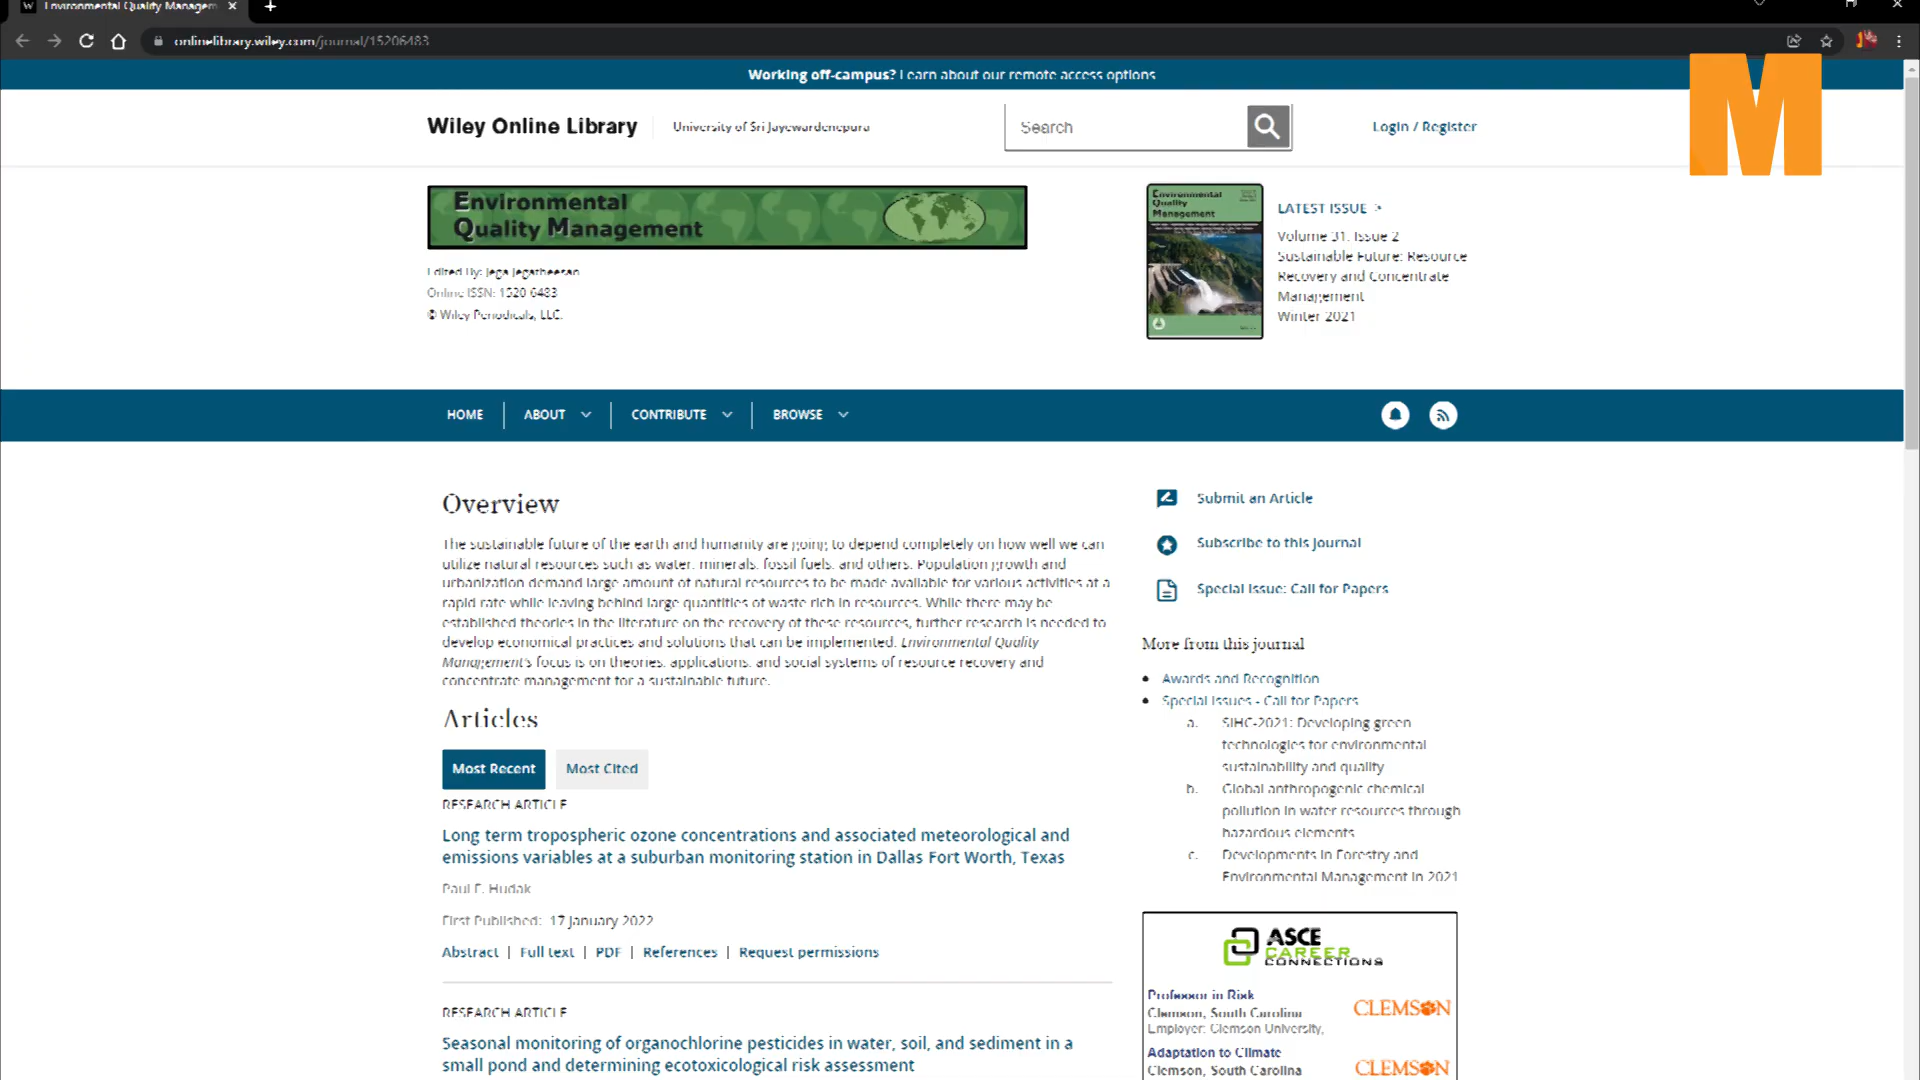 Environmental Quality Managem
onlinelibrary.wiley.com/journal/15206483
Working off-campus? Learn about our remote access options
M
Wiley Online Library
University of Sri Jayewardenepura
Search
Login / Register
Environmental
Quality Management
Edited By: Jega Jegatheesan
Online ISSN: 1520 6483
© Wiley Periodicals, LLC.
Environmental
Quality
Management
LATEST ISSUE >
Volume 31, Issue 2
Sustainable Future: Resource
Recovery and Concentrate
Management
Winter 2021
HOME
ABOUT
CONTRIBUTE
BROWSE
Overview
The sustainable future of the earth and humanity are going to depend completely on how well we can
utilize natural resources such as water, minerals, fossil fuels, and others. Population growth and
urbanization demand large amount of natural resources to be made available for various activities at a
rapid rate while leaving behind large quantities of waste rich in resources. While there may be
established theories in the literature on the recovery of these resources, further research is needed to
develop economical practices and solutions that can be implemented. Environmental Quality
Management's focus is on theories, applications, and social systems of resource recovery and
concentrate management for a sustainable future.
Articles
Most Recent
Most Cited
RESEARCH ARTICLE
Long term tropospheric ozone concentrations and associated meteorological and
emissions variables at a suburban monitoring station in Dallas Fort Worth, Texas
Paul F. Hudak
First Published: 17 January 2022
Abstract | Full text | PDF | References | Request permissions
RESEARCH ARTICLE
Seasonal monitoring of organochlorine pesticides in water, soil, and sediment in a
small pond and determining ecotoxicological risk assessment
Submit an Article
Subscribe to this journal
Special Issue: Call for Papers
More from this journal
• Awards and Recognition
• Special Issues - Call for Papers
a. SIHC-2021: Developing green
technologies for environmental
sustainability and quality
b. Global anthropogenic chemical
pollution in water resources through
hazardous elements
c. Developments in Forestry and
Environmental Management in 2021
ASCE
CAREER
CONNECTIONS
Professor in Risk
Clemson, South Carolina
Employer: Clemson University,
CLEMSON
Adaptation to Climate
Clemson, South Carolina
CLEMSON